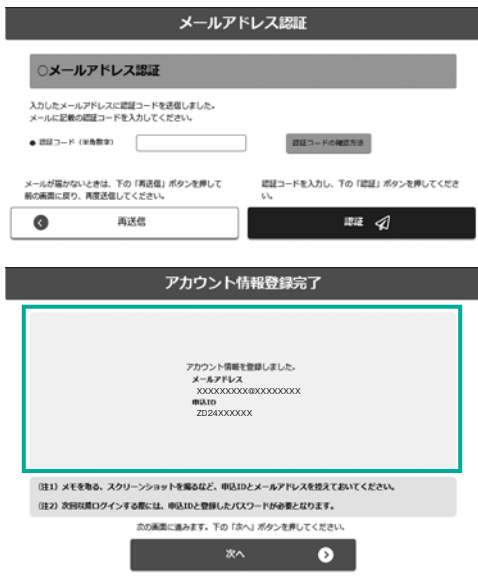 メールアドレス認証
○メールアドレス認証
入力したメールアドレスに認証コードを送信しました。
メールに記載の認証コードを入力してください。
● 認証コード（半角数字）
認証コードの確認方法
メールが届かないときは、下の「再送信」ボタンを押して
前の画面に戻り、再度送信してください。
認証コードを入力し、下の「認証」ボタンを押してくださ
い。
再送信
認証
アカウント情報登録完了
アカウント情報を登録しました。
メールアドレス
XXXXXXXXX@XXXXXXXX
申込ID
ZD24XXXXXX
(注1) メモを取る、スクリーンショットを撮るなど、申込IDとメールアドレスを控えておいてください。
(注2) 次回以降ログインする際には、申込IDと登録したパスワードが必要となります。
次の画面に進みます。下の「次へ」ボタンを押してください。
次へ